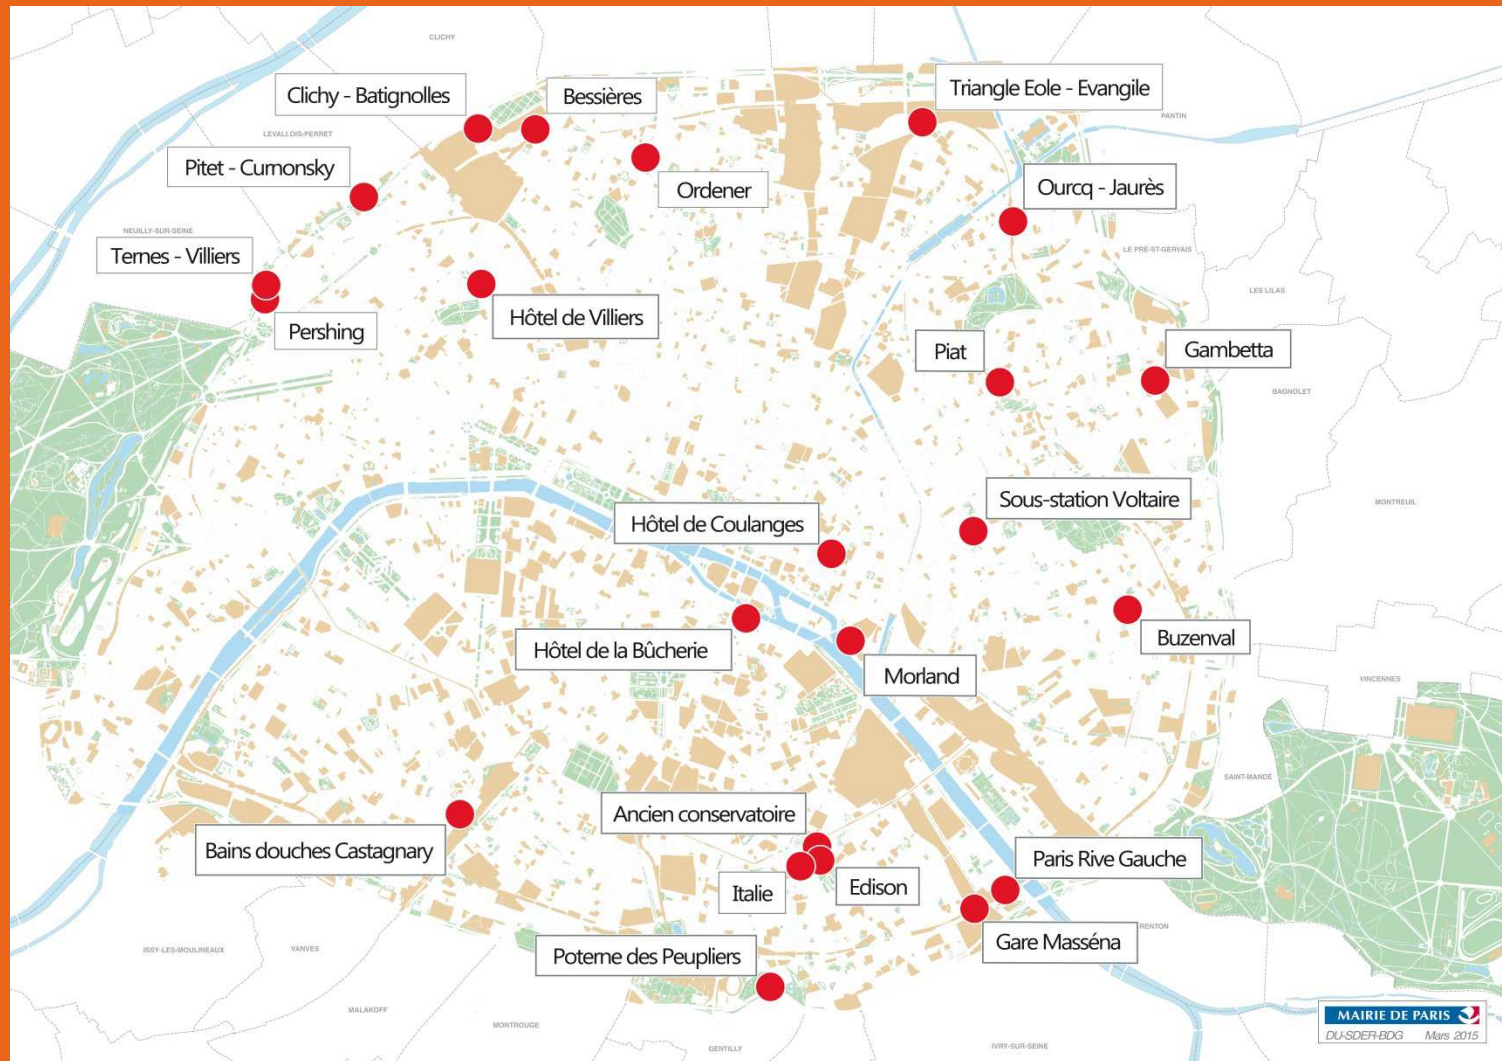 CLICHY
Clichy - Batignolles
Bessières
Triangle Eole - Evangile
LEVALLOIS-PERRET
PANTIN
Pitet - Curnonsky
Ordener
Ourcq - Jaurès
NEUILLY-SUR-SEINE
Ternes - Villiers
LE PRÉ-ST-GERVAIS
LES LILAS
Pershing
Hôtel de Villiers
Piat
Gambetta
BAGNOLET
Sous-station Voltaire
MONTREUIL
Hôtel de Coulanges
Hôtel de la Bûcherie
Buzenval
Morland
VINCENNES
SAINT-MANDÉ
Ancien conservatoire
Bains douches Castagnary
Paris Rive Gauche
Italie
Edison
RENTON
Gare Masséna
ISSY-LES-MOULINEAUX
VANVES
Poterne des Peupliers
MALAKOFF
MONTROUGE
GENTILLY
IVRY-SUR-SEINE
MAIRIE DE PARIS
DU-SDER-BDG Mars 2015